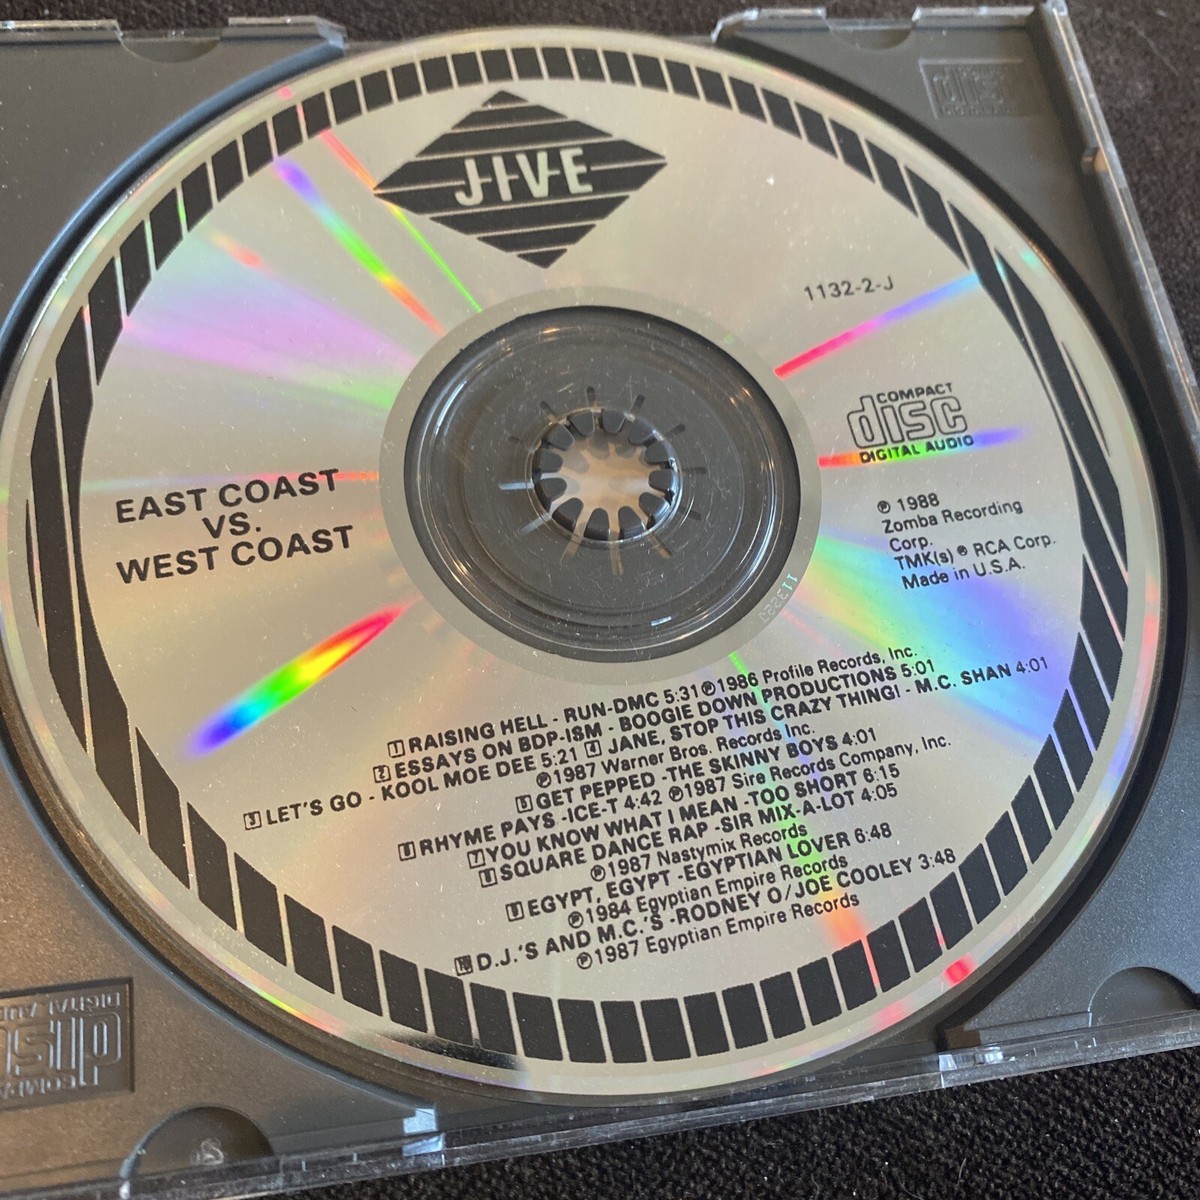 JIVE
1132-2-J
COMPACT
disc
DIGITAL AUDIO
EAST COAST
VS.
WEST COAST
℗ 1988
Zomba Recording
Corp.
TMK(s) ® RCA Corp.
Made in U.S.A.
1 RAISING HELL - RUN-DMC 5:31 ℗1986 Profile Records, Inc.
2 ESSAYS ON BDP-ISM - BOOGIE DOWN PRODUCTIONS 5:01
3 LET'S GO - KOOL MOE DEE 5:21 4 JANE, STOP THIS CRAZY THING! - M.C. SHAN 4:01
℗1987 Warner Bros. Records Inc.
5 GET PEPPED -THE SKINNY BOYS 4:01
6 RHYME PAYS -ICE-T 4:42 ℗1987 Sire Records Company, Inc.
7 YOU KNOW WHAT I MEAN -TOO SHORT 6:15
8 SQUARE DANCE RAP -SIR MIX-A-LOT 4:05
℗1987 Nastymix Records
9 EGYPT, EGYPT -EGYPTIAN LOVER 6:48
℗1984 Egyptian Empire Records
10 D.J.'S AND M.C.'S -RODNEY O/JOE COOLEY 3:48
℗1987 Egyptian Empire Records
disc
COMPACT
disc
DIGITAL AUDIO